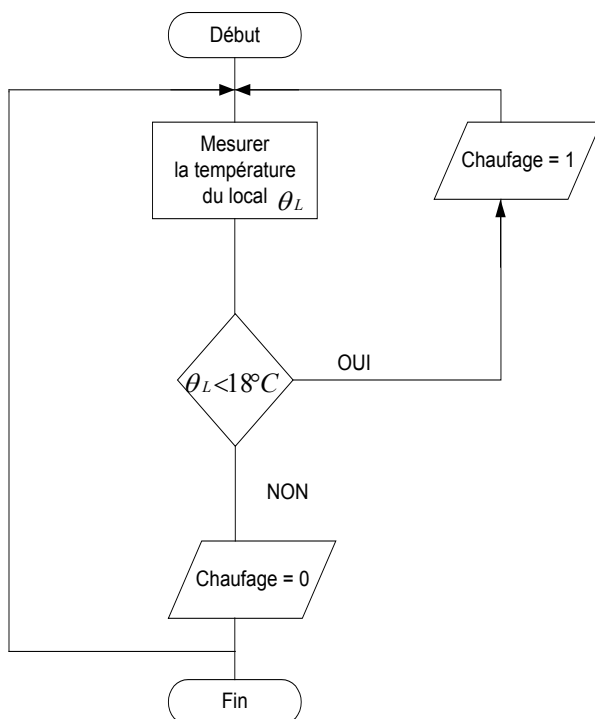 Début
Mesurer
la température
du local θL
Chaufage = 1
θL<18°C
OUI
NON
Chaufage = 0
Fin